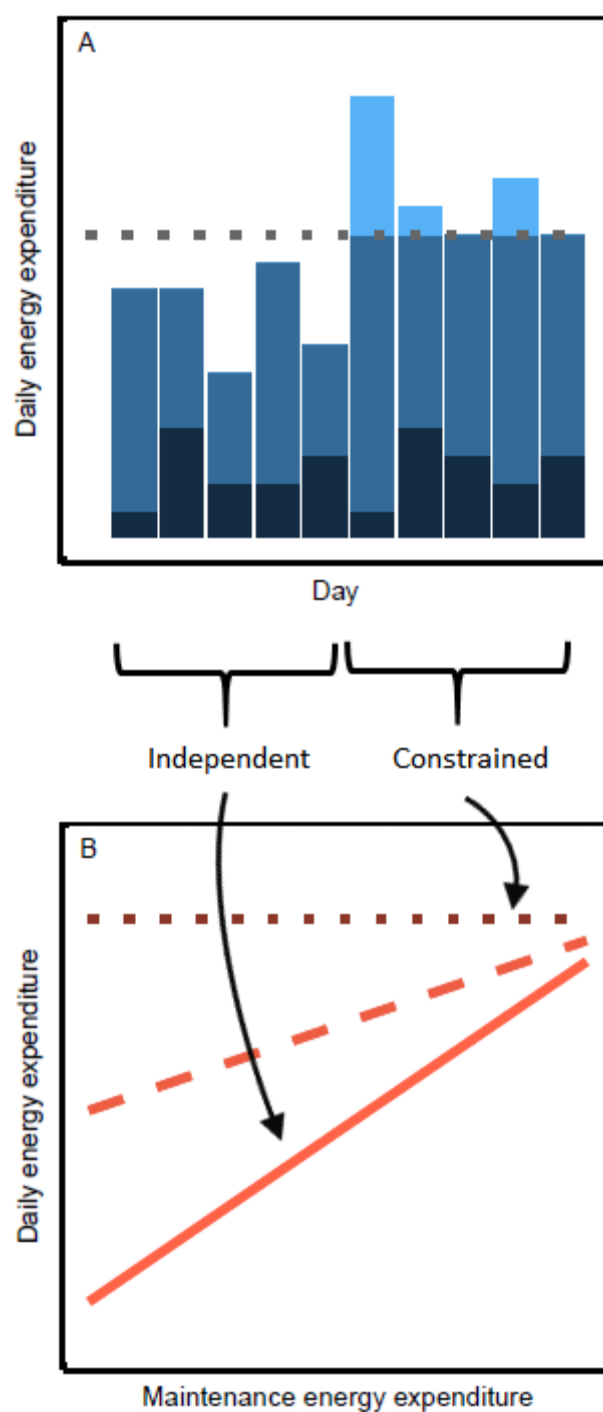 A
Daily energy expenditure
Day
Independent
Constrained
B
Daily energy expenditure
Maintenance energy expenditure